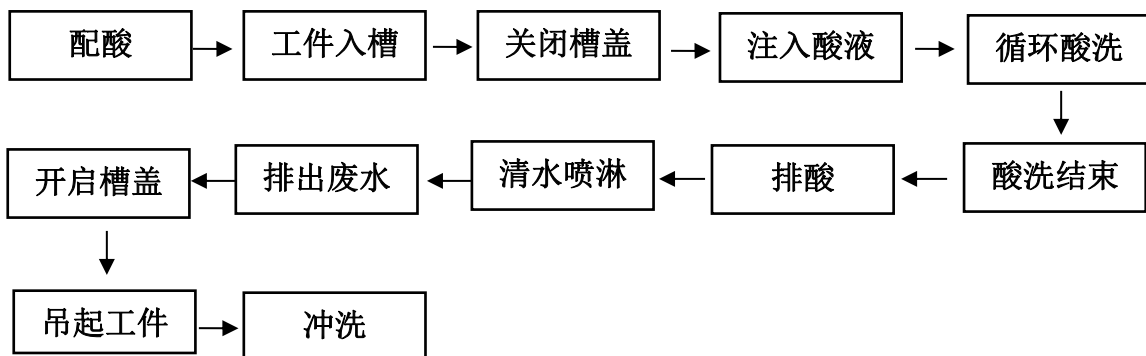 配酸
工件入槽
关闭槽盖
注入酸液
循环酸洗
酸洗结束
排酸
清水喷淋
排出废水
开启槽盖
吊起工件
冲洗